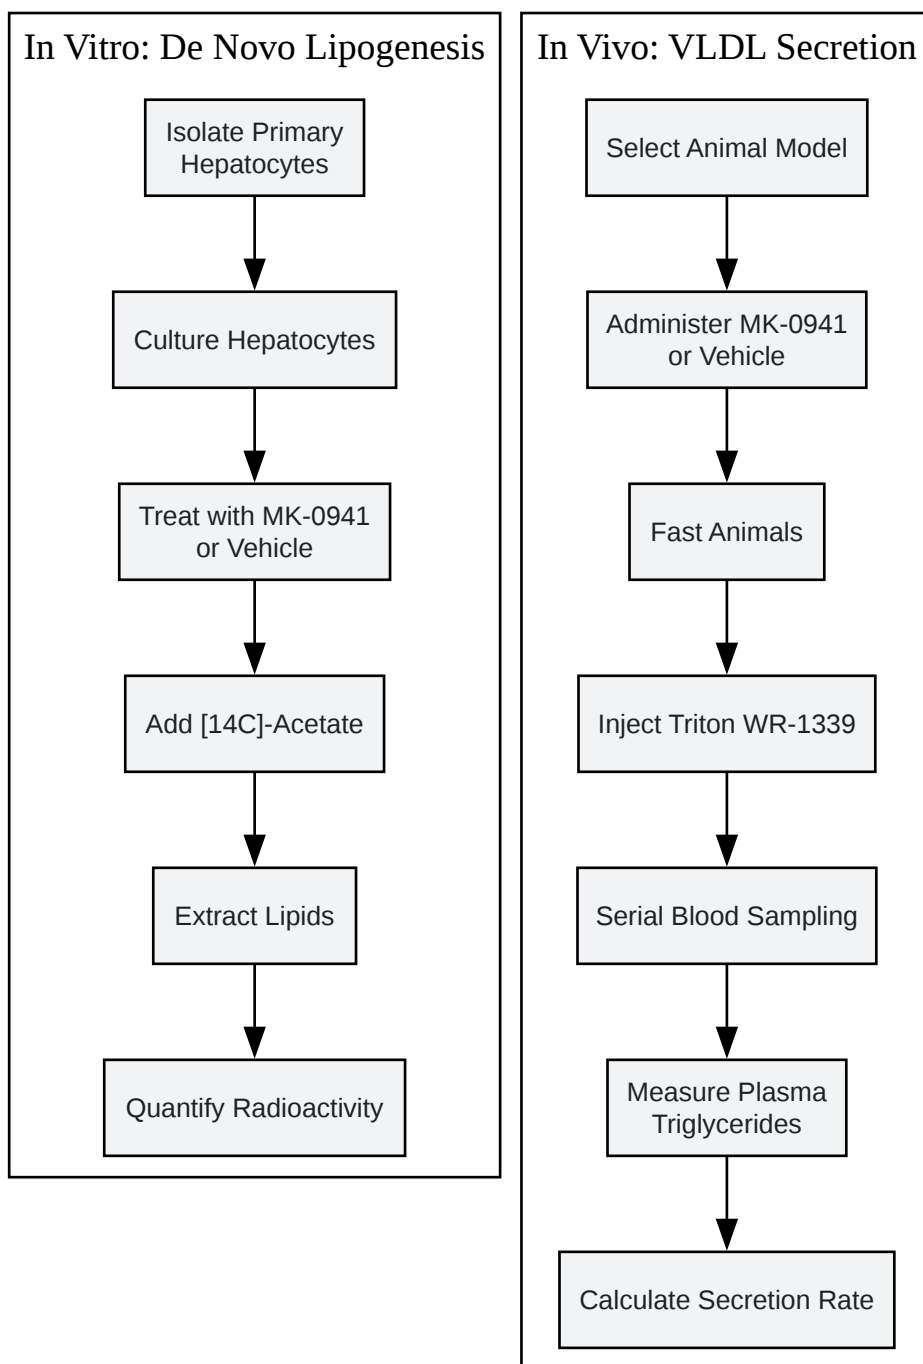 In Vitro: De Novo Lipogenesis
Isolate Primary
Hepatocytes
Culture Hepatocytes
Treat with MK-0941
or Vehicle
Add [14C]-Acetate
Extract Lipids
Quantify Radioactivity
In Vivo: VLDL Secretion
Select Animal Model
Administer MK-0941
or Vehicle
Fast Animals
Inject Triton WR-1339
Serial Blood Sampling
Measure Plasma
Triglycerides
Calculate Secretion Rate